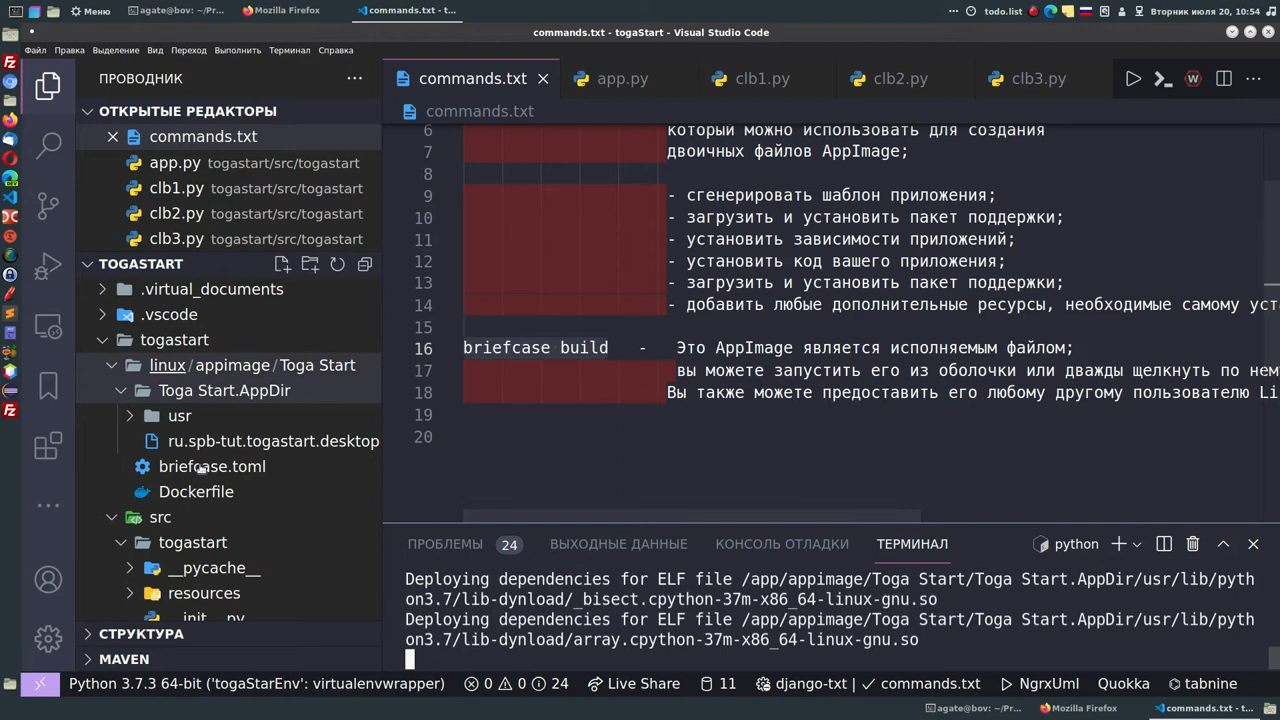 Меню
agate@bov: ~/Pr...
Mozilla Firefox
commands.txt - t...
todo.list
Вторник июля 20, 10:54
commands.txt - togaStart - Visual Studio Code
Файл Правка Выделение Вид Переход Выполнить Терминал Справка
ПРОВОДНИК
ОТКРЫТЫЕ РЕДАКТОРЫ
commands.txt
app.py togastart/src/togastart
clb1.py togastart/src/togastart
clb2.py togastart/src/togastart
clb3.py togastart/src/togastart
TOGASTART
.virtual_documents
.vscode
togastart
linux / appimage / Toga Start
Toga Start.AppDir
usr
ru.spb-tut.togastart.desktop
briefcase.toml
Dockerfile
src
togastart
__pycache__
resources
__init__.py
СТРУКТУРА
MAVEN
commands.txt app.py clb1.py clb2.py clb3.py
commands.txt
6 который можно использовать для создания
7 двоичных файлов AppImage;
8
9 - сгенерировать шаблон приложения;
10 - загрузить и установить пакет поддержки;
11 - установить зависимости приложений;
12 - установить код вашего приложения;
13 - загрузить и установить пакет поддержки;
14 - добавить любые дополнительные ресурсы, необходимые самому уст
15
16 briefcase build - Это AppImage является исполняемым файлом;
17 вы можете запустить его из оболочки или дважды щелкнуть по нем
18 Вы также можете предоставить его любому другому пользователю Li
19
20
ПРОБЛЕМЫ 24 ВЫХОДНЫЕ ДАННЫЕ КОНСОЛЬ ОТЛАДКИ ТЕРМИНАЛ python
Deploying dependencies for ELF file /app/appimage/Toga Start/Toga Start.AppDir/usr/lib/pyth
on3.7/lib-dynload/_bisect.cpython-37m-x86_64-linux-gnu.so
Deploying dependencies for ELF file /app/appimage/Toga Start/Toga Start.AppDir/usr/lib/pyth
on3.7/lib-dynload/array.cpython-37m-x86_64-linux-gnu.so
Python 3.7.3 64-bit ('togaStarEnv': virtualenvwrapper) 0 0 24 Live Share 11 django-txt commands.txt NgrxUml Quokka tabnine
agate@bov: ~/Pr...
Mozilla Firefox
commands.txt - t...